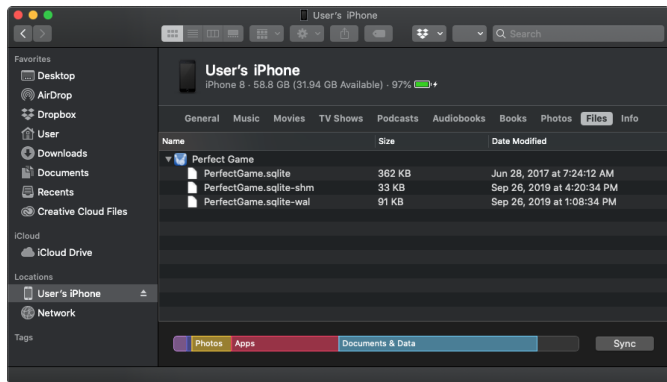 User's iPhone
Search
Favorites
Desktop
AirDrop
Dropbox
User
Downloads
Documents
Recents
Creative Cloud Files
iCloud
iCloud Drive
Locations
User's iPhone
Network
Tags
User's iPhone
iPhone 8 · 58.8 GB (31.94 GB Available) · 97%
General Music Movies TV Shows Podcasts Audiobooks Books Photos Files Info
Name Size Date Modified
Perfect Game
PerfectGame.sqlite 362 KB Jun 28, 2017 at 7:24:12 AM
PerfectGame.sqlite-shm 33 KB Sep 26, 2019 at 4:20:34 PM
PerfectGame.sqlite-wal 91 KB Sep 26, 2019 at 1:08:34 PM
Photos Apps Documents & Data Sync